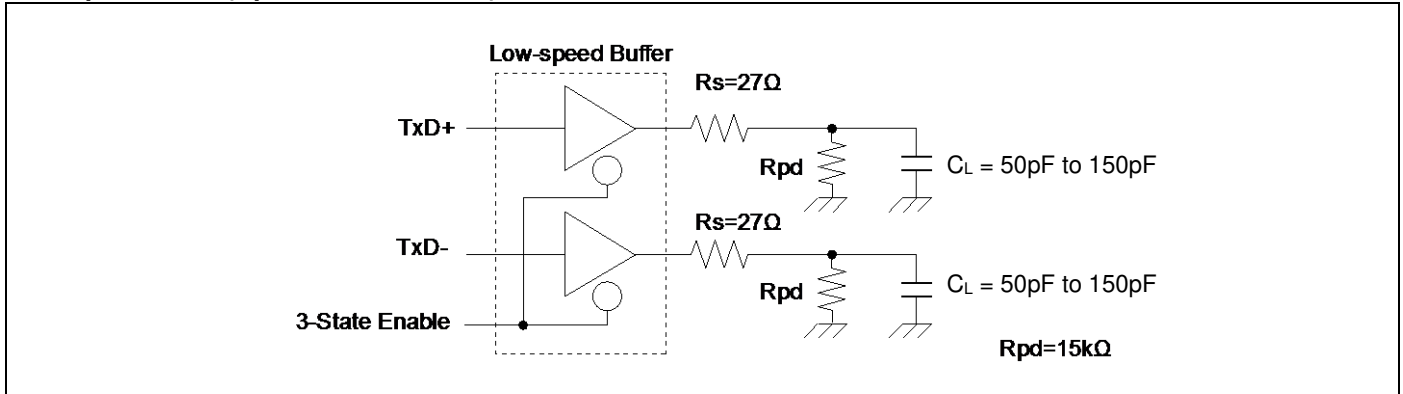 Low-speed Buffer
Rs=27Ω
TxD+
Rpd
CL = 50pF to 150pF
Rs=27Ω
TxD-
Rpd
CL = 50pF to 150pF
3-State Enable
Rpd=15kΩ